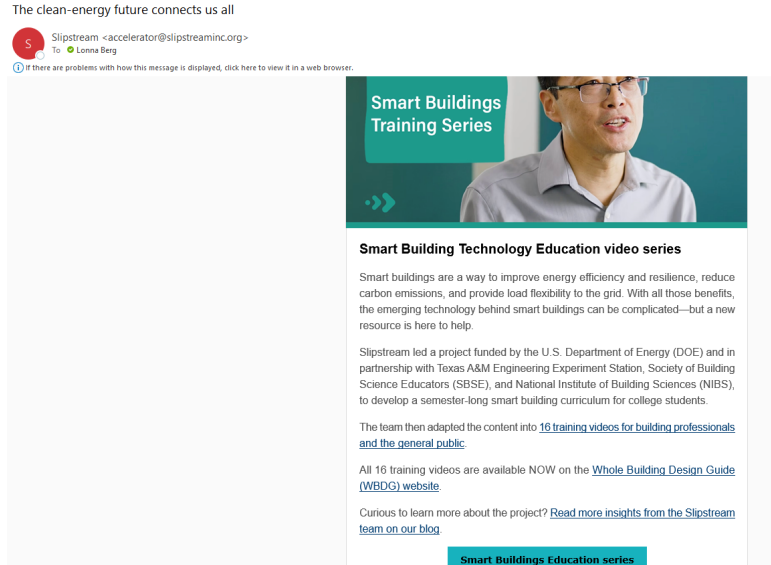 The clean-energy future connects us all
S
Slipstream <accelerator@slipstreaminc.org>
To Lonna Berg
If there are problems with how this message is displayed, click here to view it in a web browser.
Smart Buildings
Training Series
Smart Building Technology Education video series
Smart buildings are a way to improve energy efficiency and resilience, reduce
carbon emissions, and provide load flexibility to the grid. With all those benefits,
the emerging technology behind smart buildings can be complicated—but a new
resource is here to help.
Slipstream led a project funded by the U.S. Department of Energy (DOE) and in
partnership with Texas A&M Engineering Experiment Station, Society of Building
Science Educators (SBSE), and National Institute of Building Sciences (NIBS),
to develop a semester-long smart building curriculum for college students.
The team then adapted the content into 16 training videos for building professionals
and the general public.
All 16 training videos are available NOW on the Whole Building Design Guide
(WBDG) website.
Curious to learn more about the project? Read more insights from the Slipstream
team on our blog.
Smart Buildings Education series